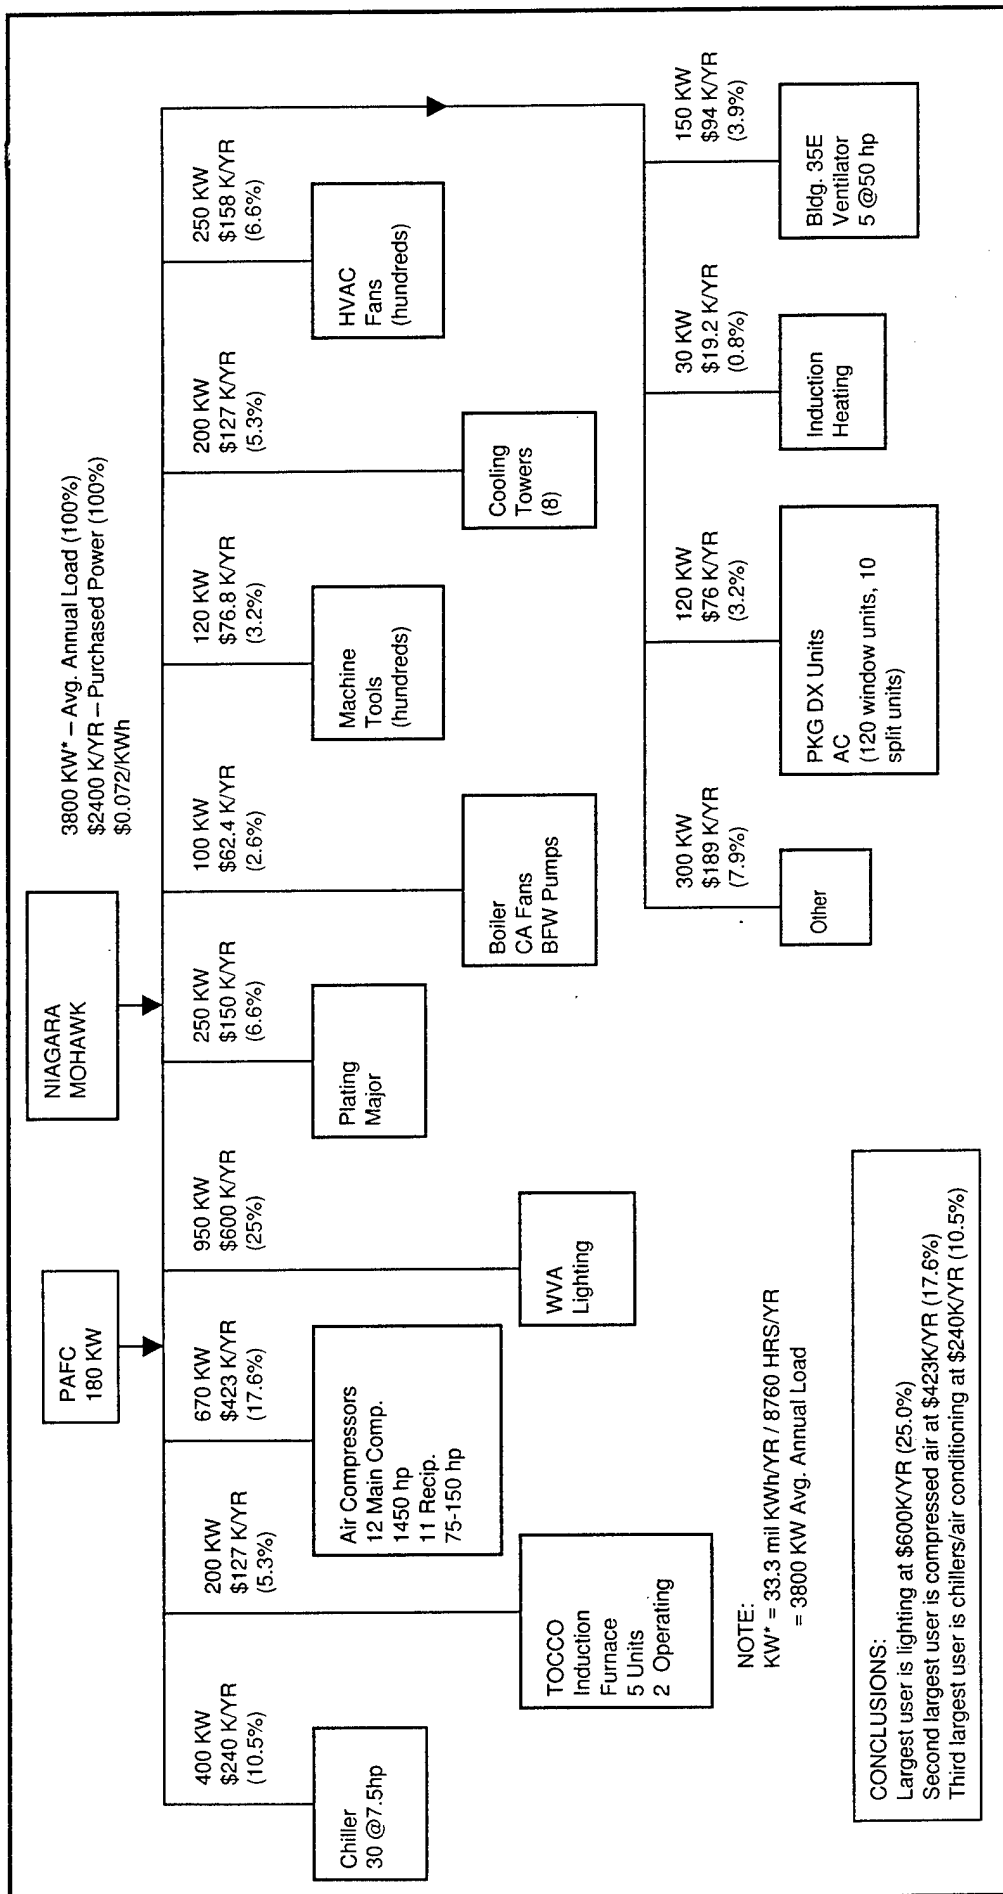 PAFC
180 KW
NIAGARA
MOHAWK
3800 KW* – Avg. Annual Load (100%)
$2400 K/YR – Purchased Power (100%)
$0.072/KWh
400 KW
$240 K/YR
(10.5%)
Chiller
30 @7.5hp
200 KW
$127 K/YR
(5.3%)
TOCCO
Induction
Furnace
5 Units
2 Operating
670 KW
$423 K/YR
(17.6%)
Air Compressors
12 Main Comp.
1450 hp
11 Recip.
75-150 hp
950 KW
$600 K/YR
(25%)
WVA
Lighting
250 KW
$150 K/YR
(6.6%)
Plating
Major
100 KW
$62.4 K/YR
(2.6%)
Boiler
CA Fans
BFW Pumps
120 KW
$76.8 K/YR
(3.2%)
Machine
Tools
(hundreds)
200 KW
$127 K/YR
(5.3%)
Cooling
Towers
(8)
250 KW
$158 K/YR
(6.6%)
HVAC
Fans
(hundreds)
300 KW
$189 K/YR
(7.9%)
Other
120 KW
$76 K/YR
(3.2%)
PKG DX Units
AC
(120 window units, 10
split units)
30 KW
$19.2 K/YR
(0.8%)
Induction
Heating
150 KW
$94 K/YR
(3.9%)
Bldg. 35E
Ventilator
5 @50 hp
NOTE:
KW* = 33.3 mil KWh/YR / 8760 HRS/YR
= 3800 KW Avg. Annual Load
CONCLUSIONS:
Largest user is lighting at $600K/YR (25.0%)
Second largest user is compressed air at $423K/YR (17.6%)
Third largest user is chillers/air conditioning at $240K/YR (10.5%)